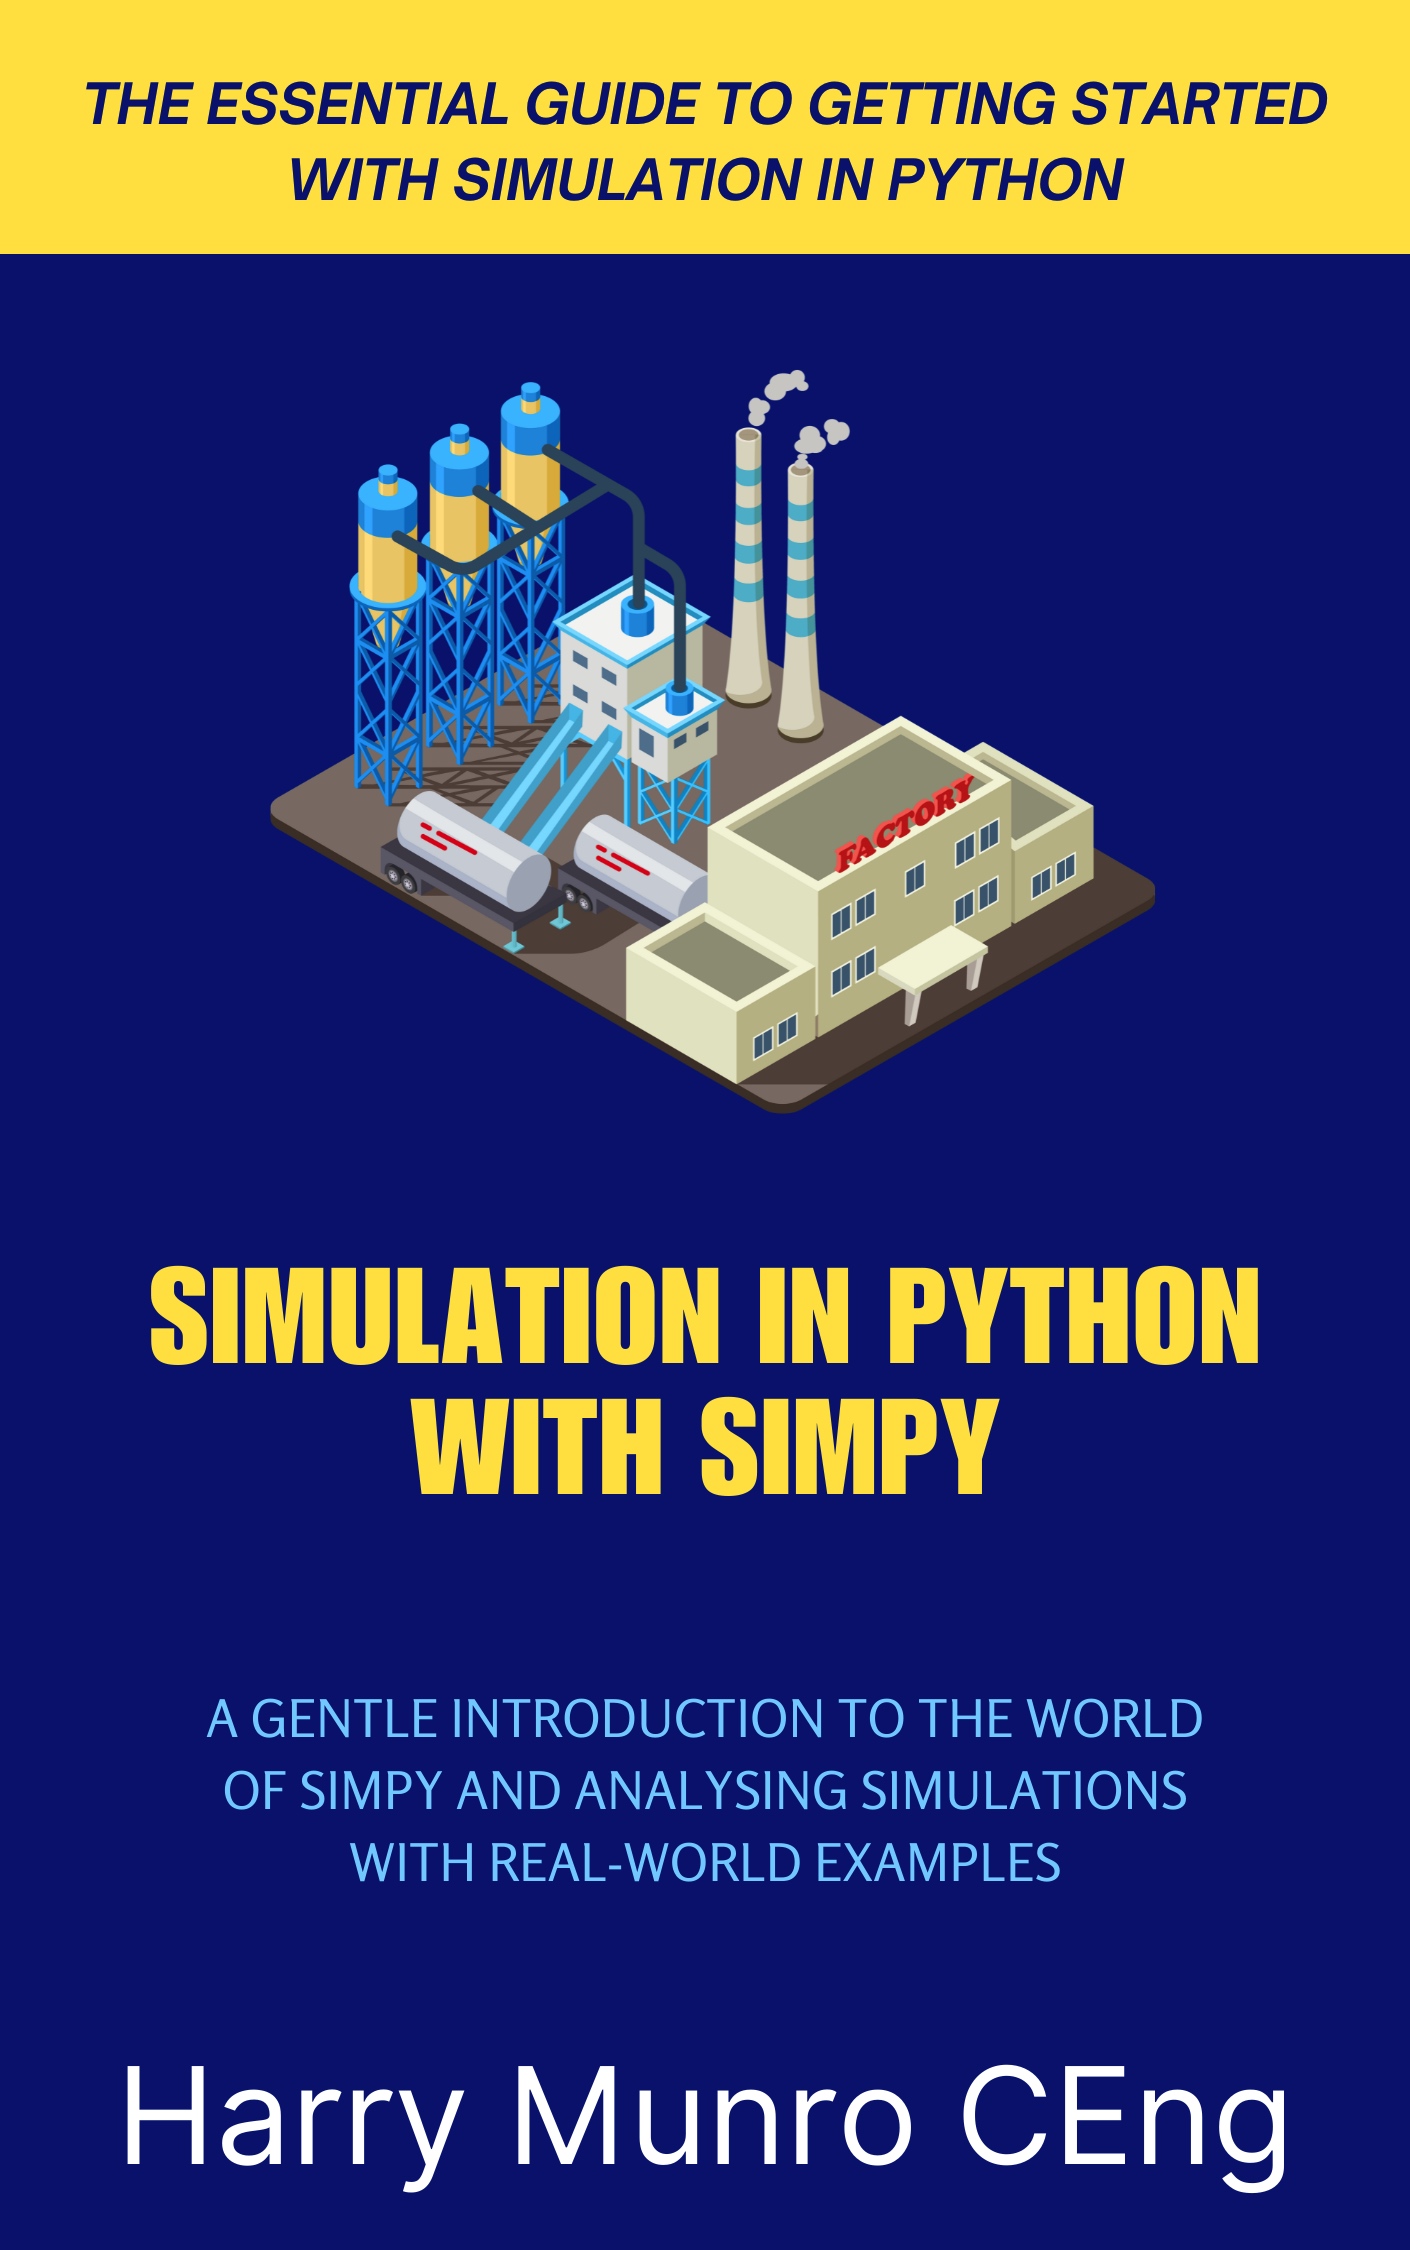 THE ESSENTIAL GUIDE TO GETTING STARTED
WITH SIMULATION IN PYTHON
FACTORY
SIMULATION IN PYTHON
WITH SIMPY
A GENTLE INTRODUCTION TO THE WORLD
OF SIMPY AND ANALYSING SIMULATIONS
WITH REAL-WORLD EXAMPLES
Harry Munro CEng